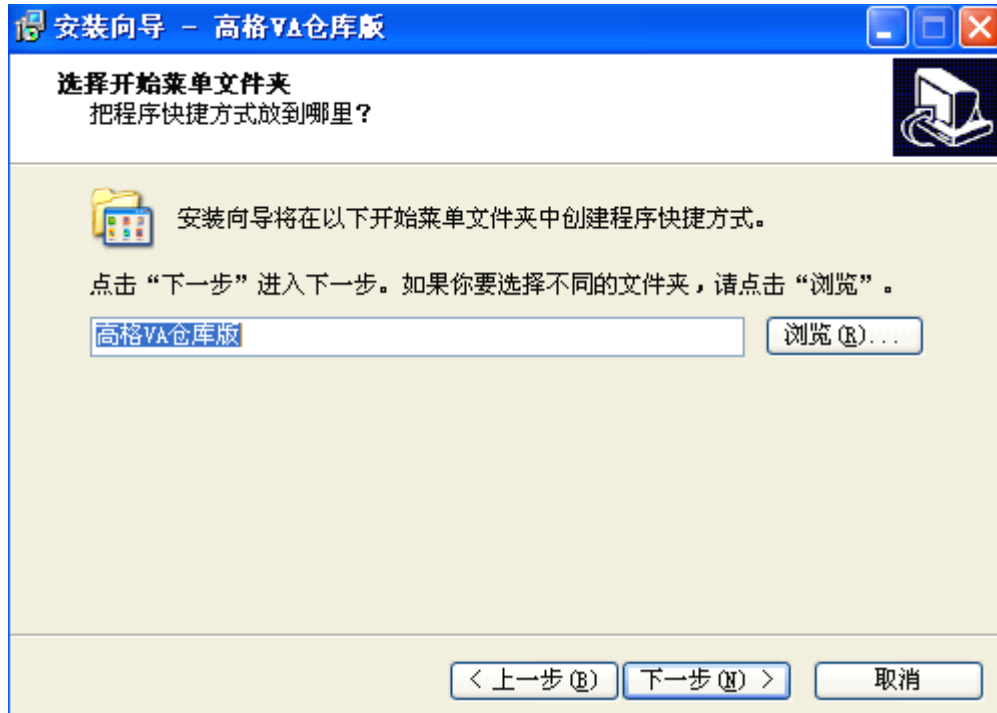 安装向导 - 高格VA仓库版
选择开始菜单文件夹
把程序快捷方式放到哪里?
安装向导将在以下开始菜单文件夹中创建程序快捷方式。
点击“下一步”进入下一步。如果你要选择不同的文件夹,请点击“浏览”。
高格VA仓库版
浏览(R)...
< 上一步(B)
下一步(N) >
取消